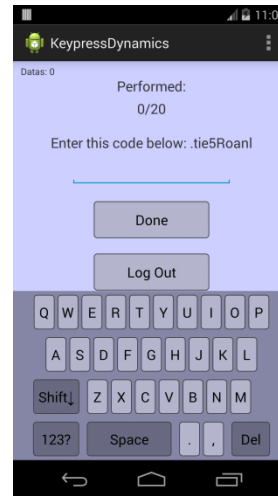 11:0
KeypressDynamics
Datas: 0
Performed:
0/20
Enter this code below: .tie5Roanl
Done
Log Out
Q W E R T Y U I O P
A S D F G H J K L
Shift↓ Z X C V B N M
123? Space . , Del